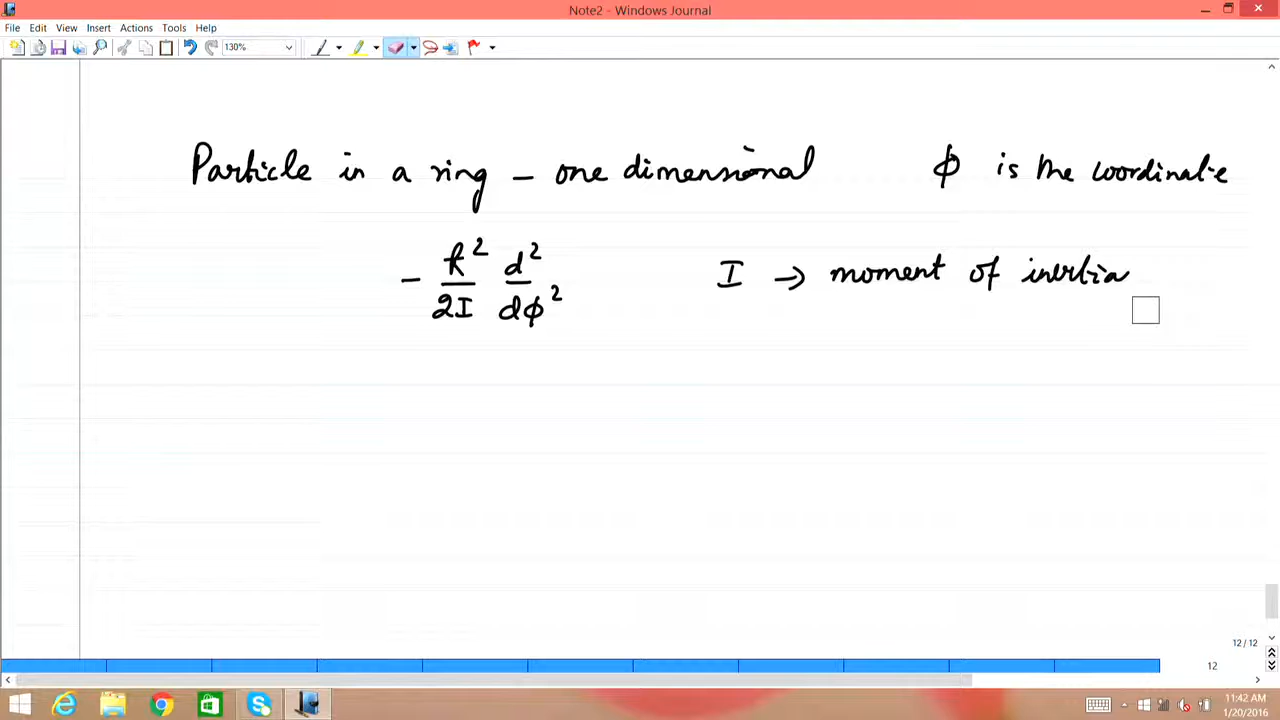 Note2 - Windows Journal
File Edit View Insert Actions Tools Help
130%
Particle in a ring – one dimensional ϕ is the coordinate
- ℏ²/2I d²/dϕ² I → moment of inertia
12 / 12
12
11:42 AM
1/20/2016